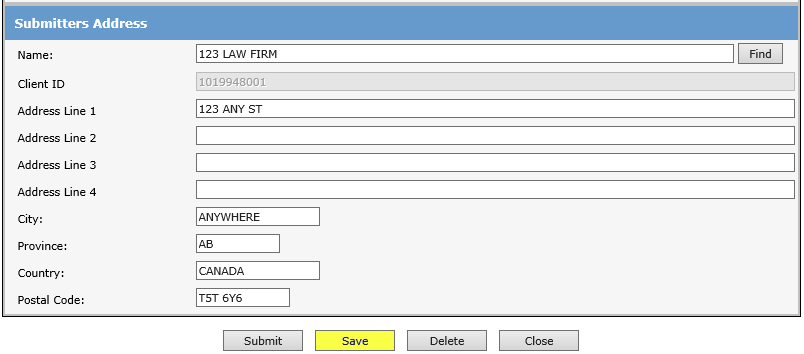 Submitters Address
Name: 123 LAW FIRM Find
Client ID 1019948001
Address Line 1 123 ANY ST
Address Line 2
Address Line 3
Address Line 4
City: ANYWHERE
Province: AB
Country: CANADA
Postal Code: T5T 6Y6
Submit Save Delete Close